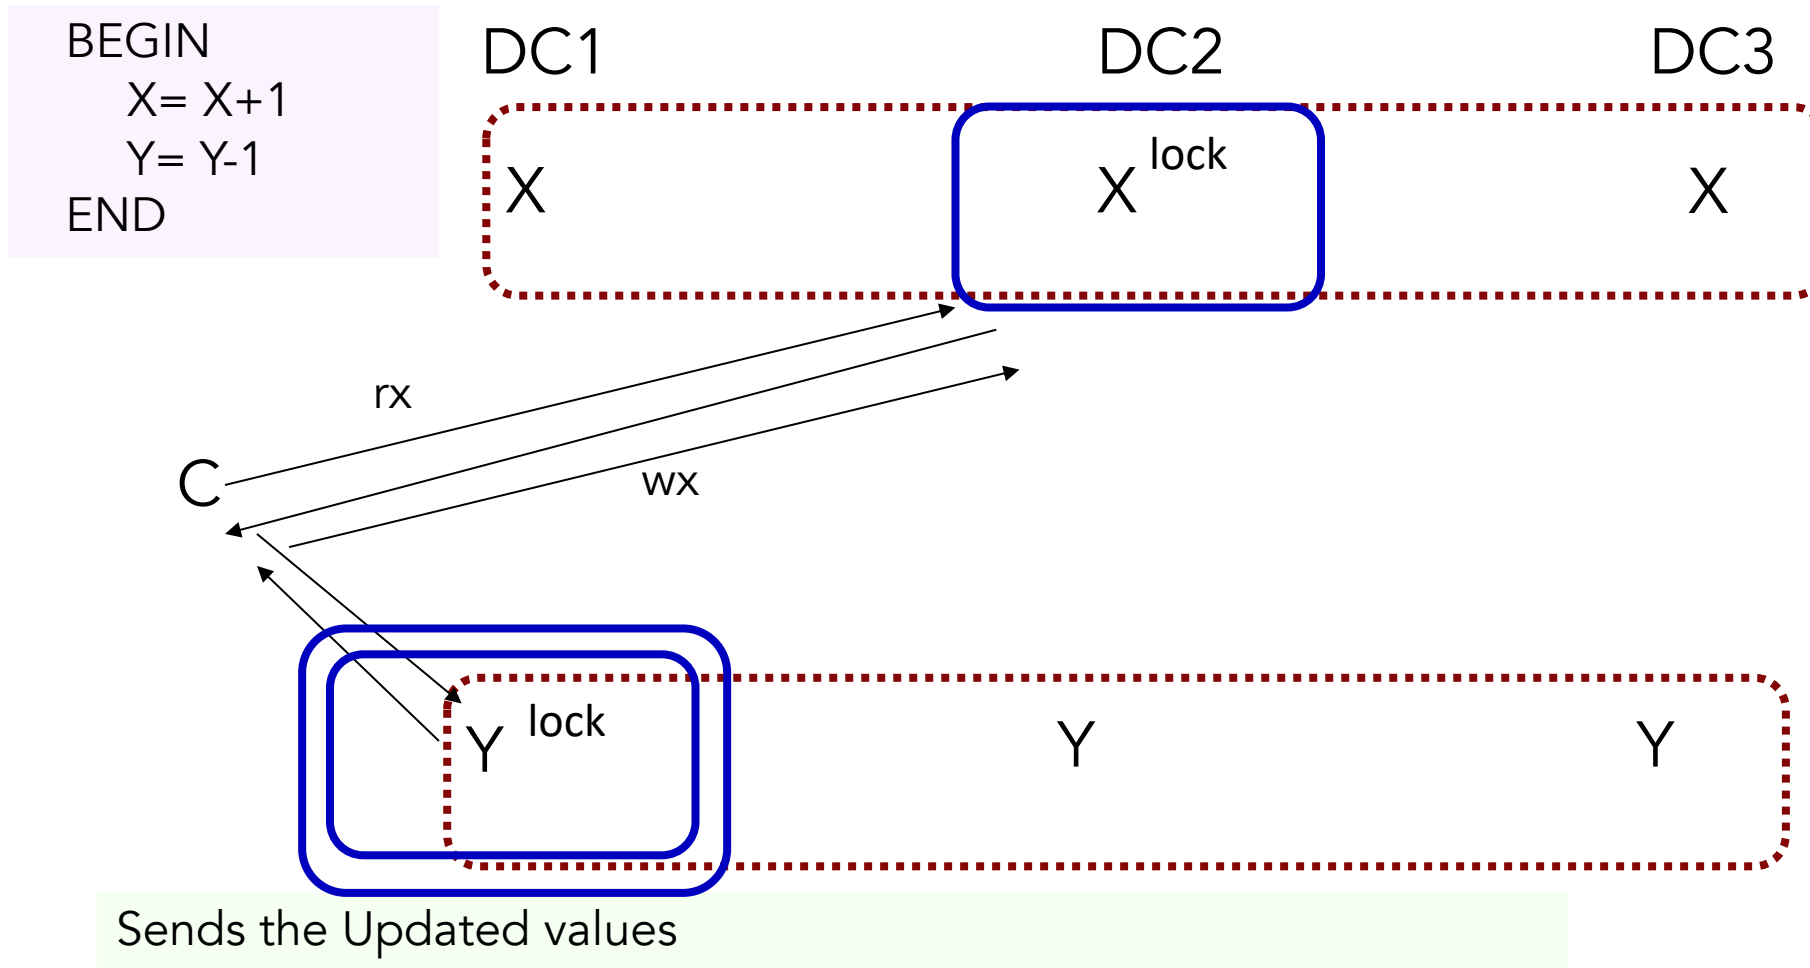 BEGIN
X= X+1
Y= Y-1
END
DC1 DC2 DC3
X X lock X
rx
C
wx
Y lock Y Y
Sends the Updated values